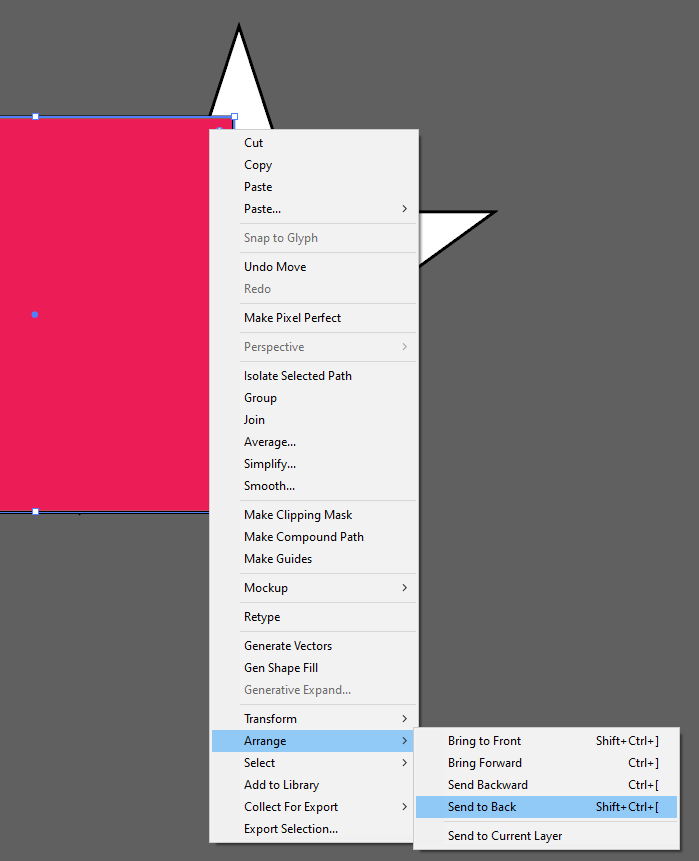 Cut
Copy
Paste
Paste...
Snap to Glyph
Undo Move
Redo
Make Pixel Perfect
Perspective
Isolate Selected Path
Group
Join
Average...
Simplify...
Smooth...
Make Clipping Mask
Make Compound Path
Make Guides
Mockup
Retype
Generate Vectors
Gen Shape Fill
Generative Expand...
Transform
Arrange
Select
Add to Library
Collect For Export
Export Selection...
Bring to Front Shift+Ctrl+]
Bring Forward Ctrl+]
Send Backward Ctrl+[
Send to Back Shift+Ctrl+[
Send to Current Layer